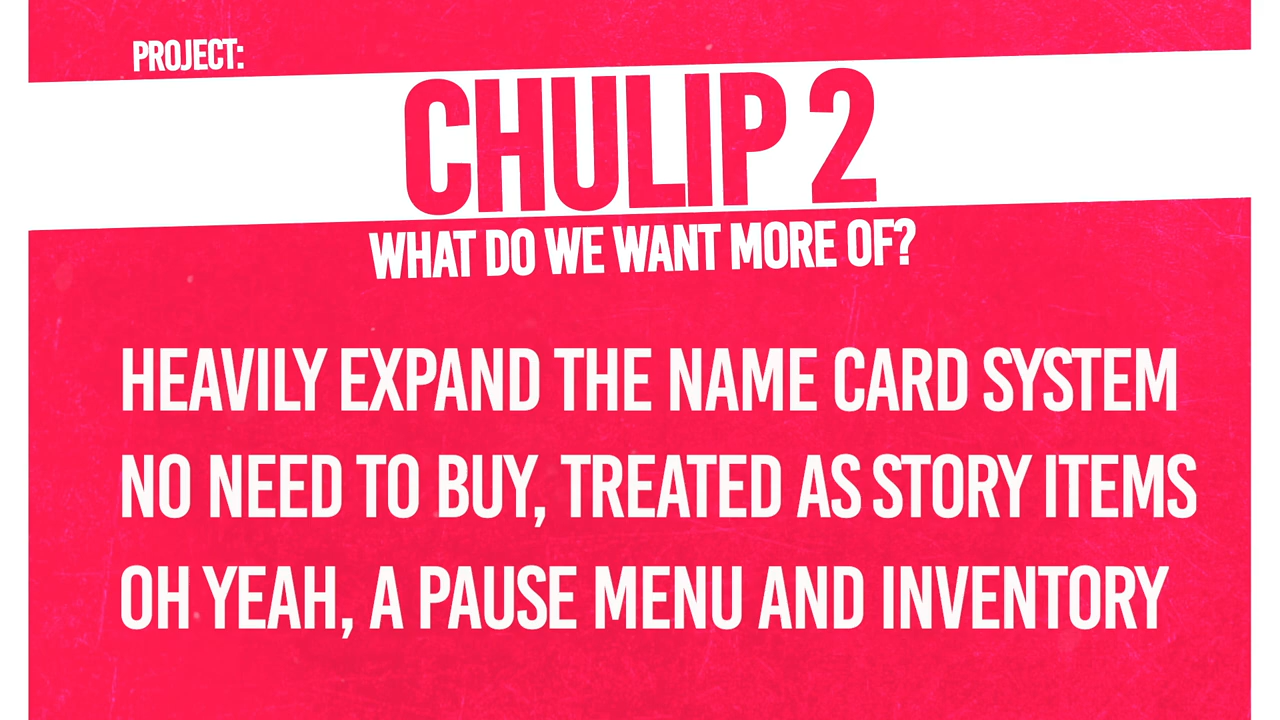 PROJECT:
CHULIP 2
WHAT DO WE WANT MORE OF?
HEAVILY EXPAND THE NAME CARD SYSTEM
NO NEED TO BUY, TREATED AS STORY ITEMS
OH YEAH, A PAUSE MENU AND INVENTORY